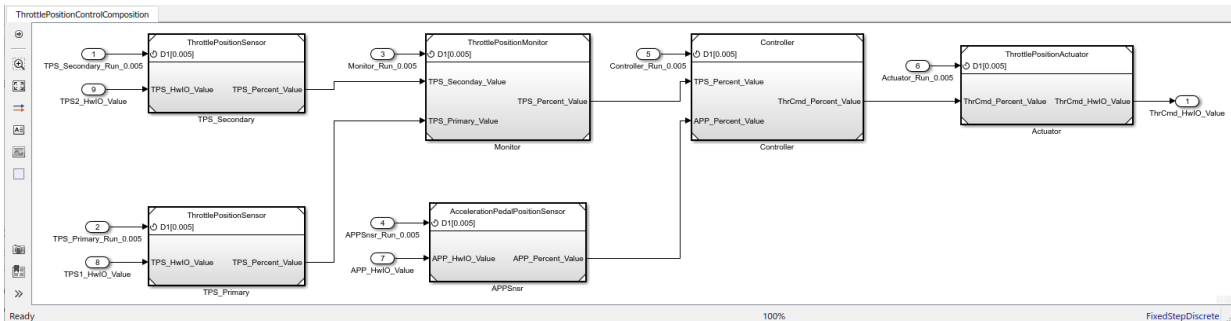 ThrottlePositionControlComposition
ThrottlePositionSensor
1
D1[0.005]
TPS_Secondary_Run_0.005
9
TPS_HwIO_Value
TPS_Percent_Value
TPS2_HwIO_Value
TPS_Secondary
ThrottlePositionMonitor
3
D1[0.005]
Monitor_Run_0.005
TPS_Seconday_Value
TPS_Percent_Value
TPS_Primary_Value
Monitor
Controller
5
D1[0.005]
Controller_Run_0.005
TPS_Percent_Value
ThrCmd_Percent_Value
APP_Percent_Value
Controller
ThrottlePositionActuator
6
D1[0.005]
Actuator_Run_0.005
ThrCmd_Percent_Value
ThrCmd_HwIO_Value
1
ThrCmd_HwIO_Value
Actuator
ThrottlePositionSensor
2
D1[0.005]
TPS_Primary_Run_0.005
8
TPS_HwIO_Value
TPS_Percent_Value
TPS1_HwIO_Value
TPS_Primary
AccelerationPedalPositionSensor
4
D1[0.005]
APPSnsr_Run_0.005
7
APP_HwIO_Value
APP_Percent_Value
APP_HwIO_Value
APPSnsr
Ready
100%
FixedStepDiscrete